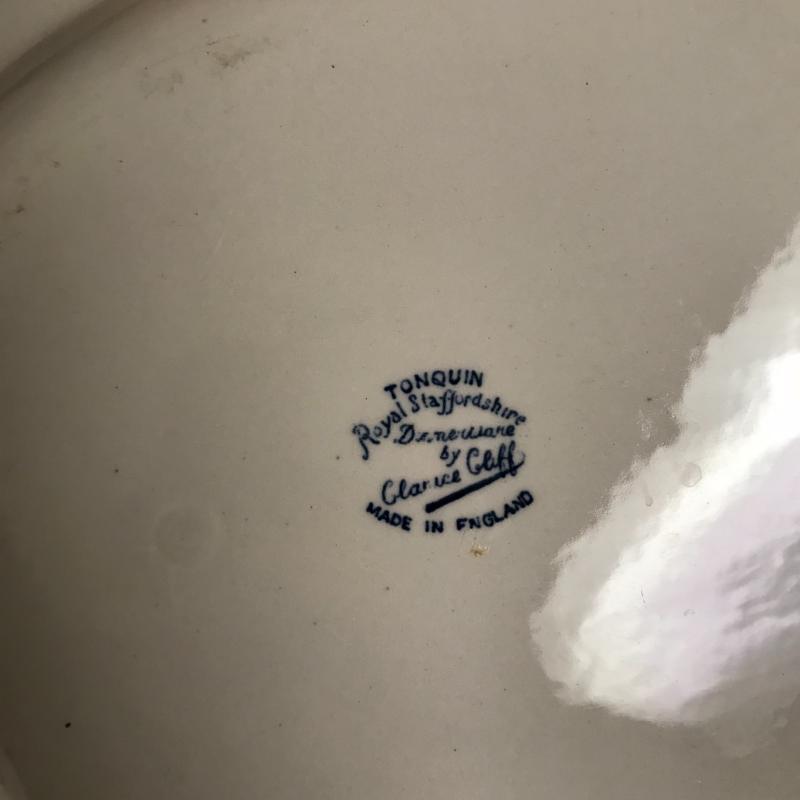 TONQUIN
Royal Staffordshire
Dinnerware
by
Clarice Cliff
MADE IN ENGLAND